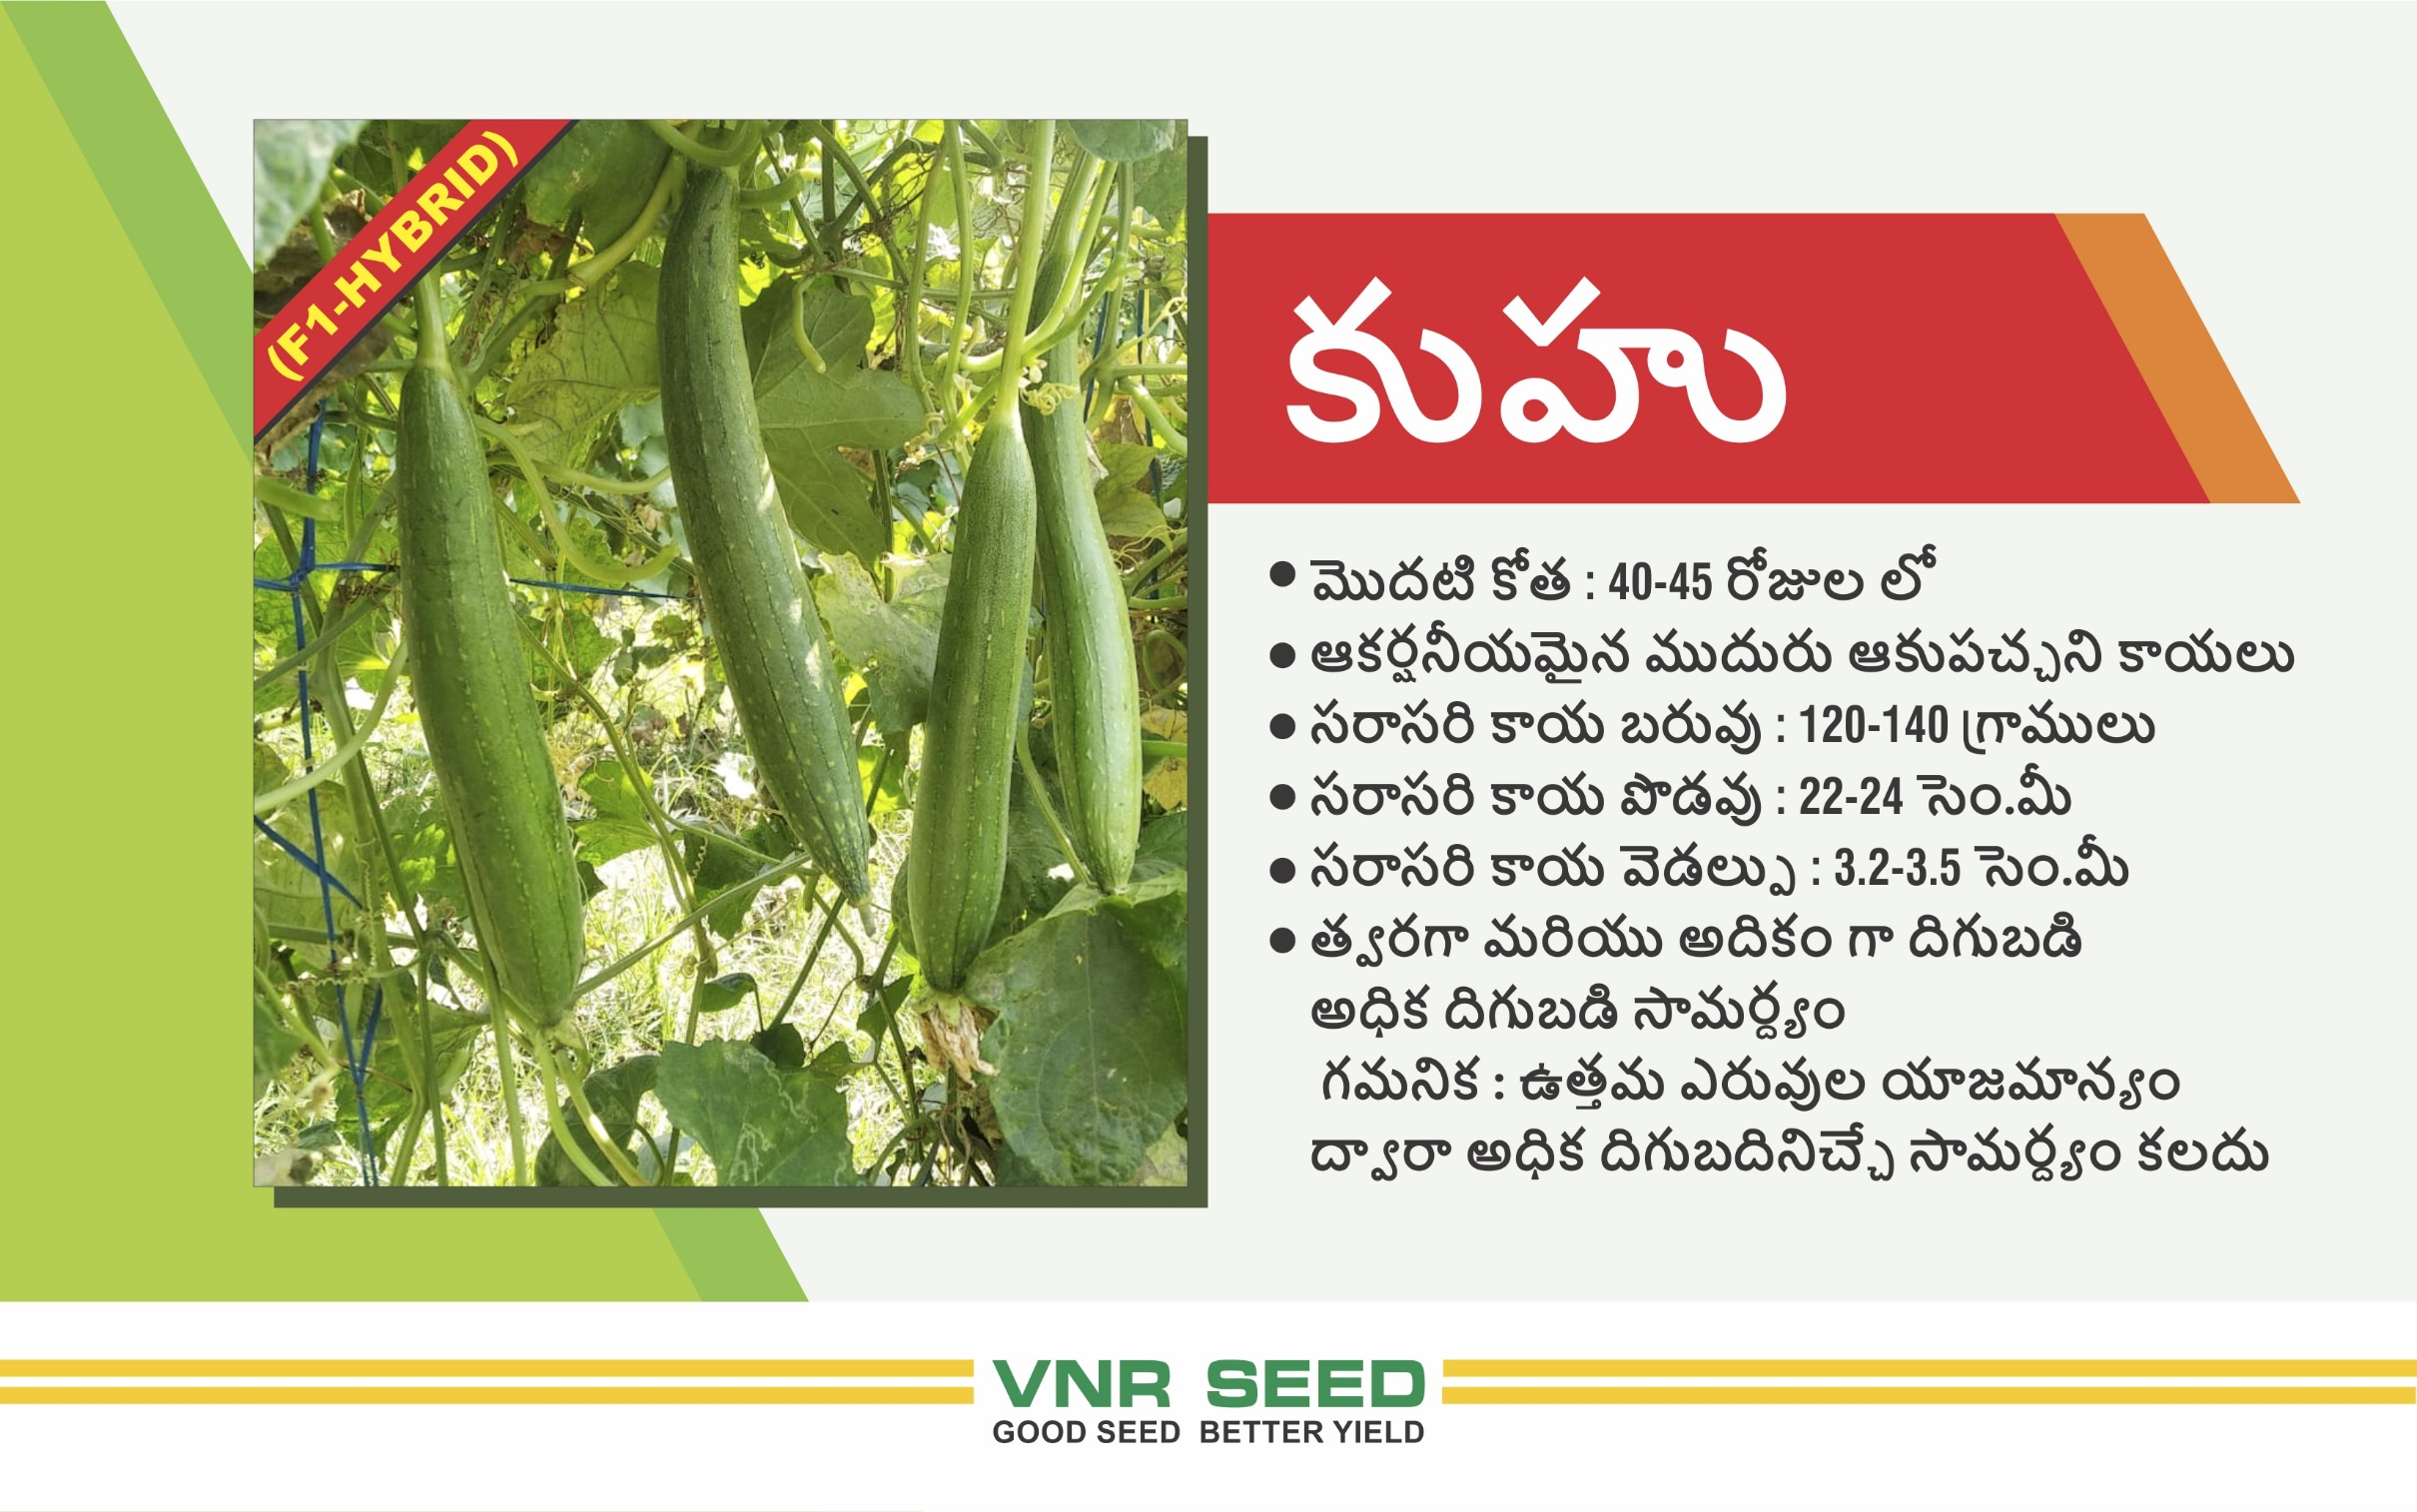 (F1-HYBRID)
కుహు
• మొదటి కోత : 40-45 రోజుల లో
• ఆకర్షనీయమైన ముదురు ఆకుపచ్చని కాయలు
• సరాసరి కాయ బరువు : 120-140 గ్రాములు
• సరాసరి కాయ పొడవు : 22-24 సెం.మీ
• సరాసరి కాయ వెడల్పు : 3.2-3.5 సెం.మీ
• త్వరగా మరియు అదికం గా దిగుబడి
అధిక దిగుబడి సామర్ద్యం
గమనిక : ఉత్తమ ఎరువుల యాజమాన్యం
ద్వారా అధిక దిగుబదినిచ్చే సామర్ద్యం కలదు
VNR SEED
GOOD SEED BETTER YIELD